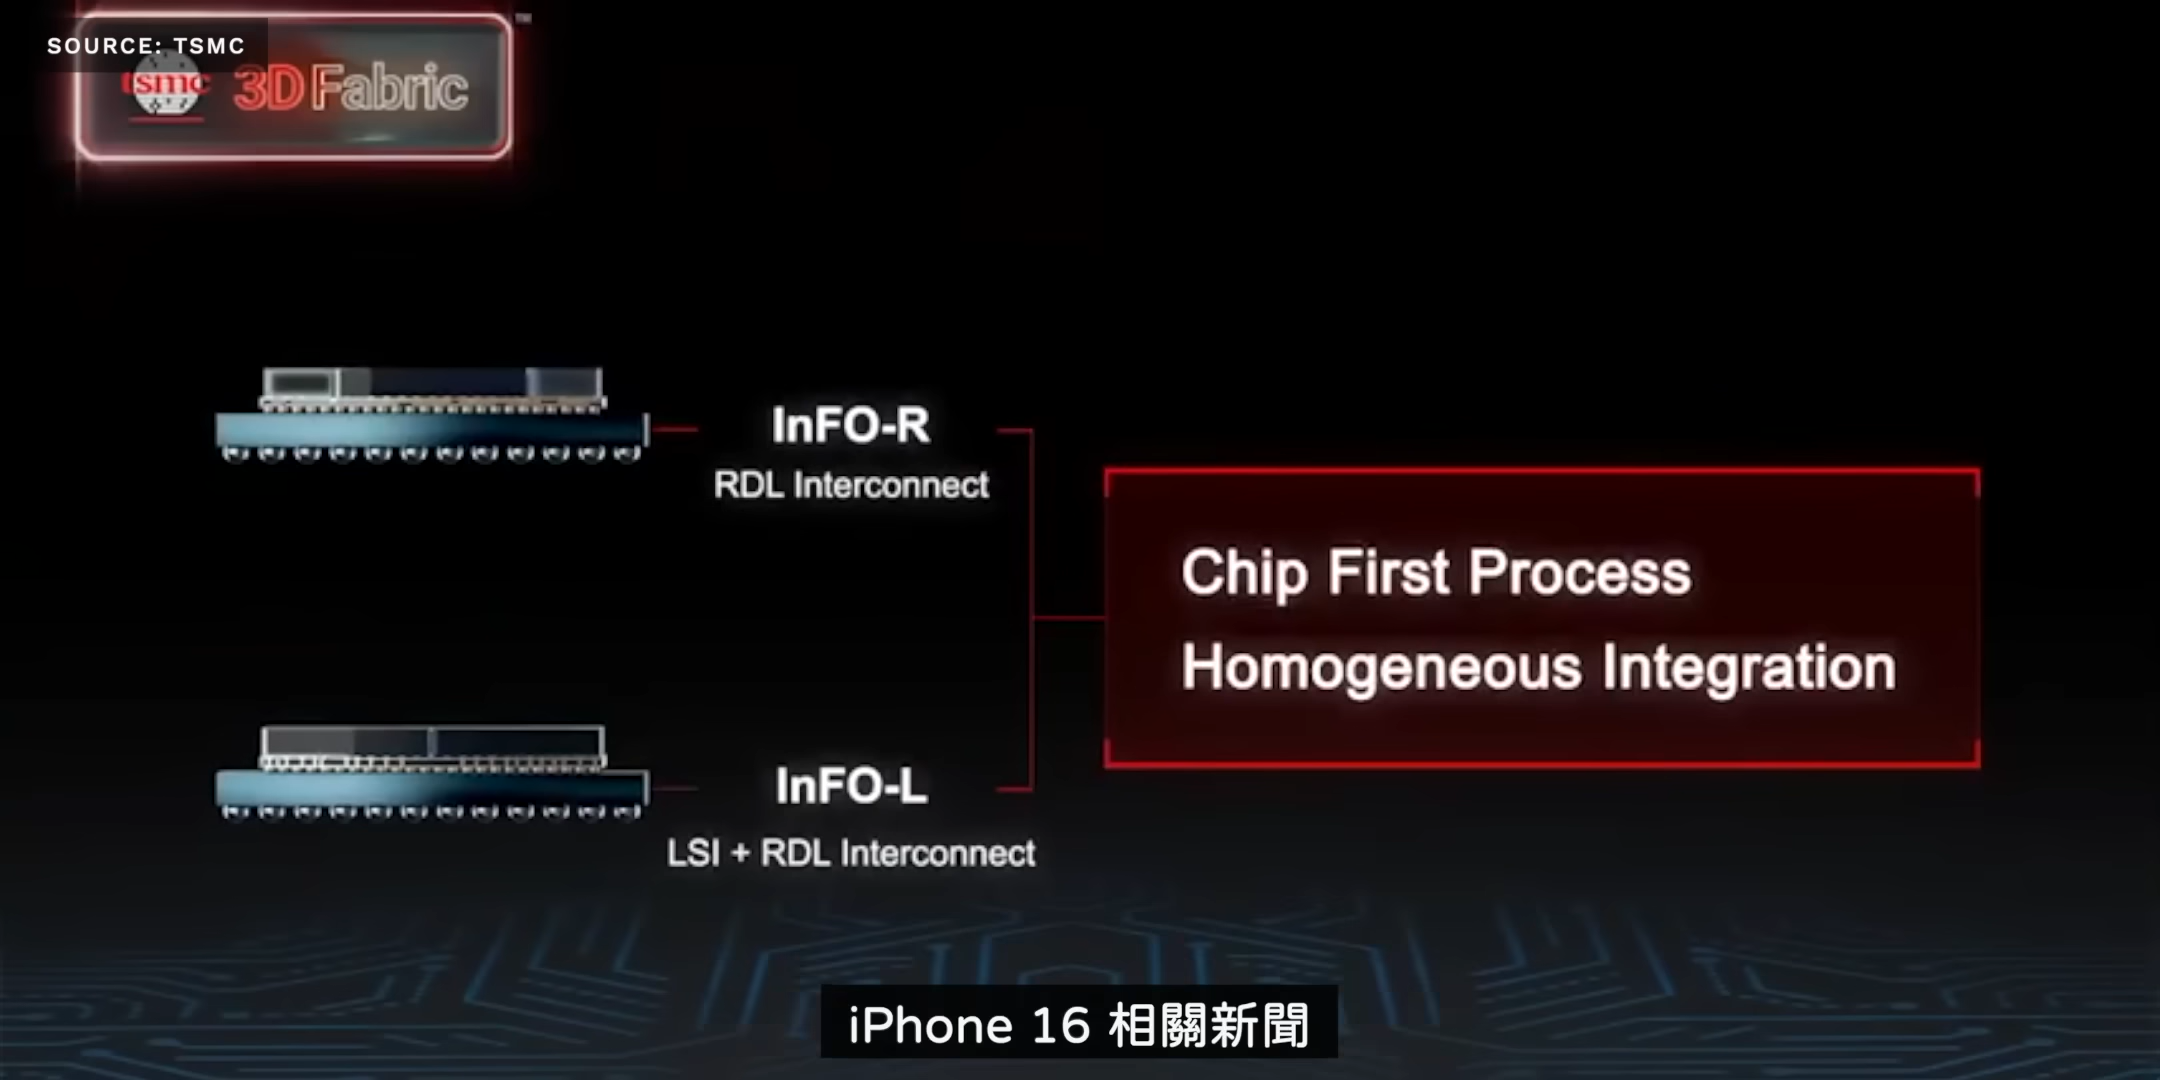 SOURCE: TSMC
tsmc 3DFabric
TM
InFO-R
RDL Interconnect
Chip First Process
Homogeneous Integration
InFO-L
LSI + RDL Interconnect
iPhone 16 相關新聞